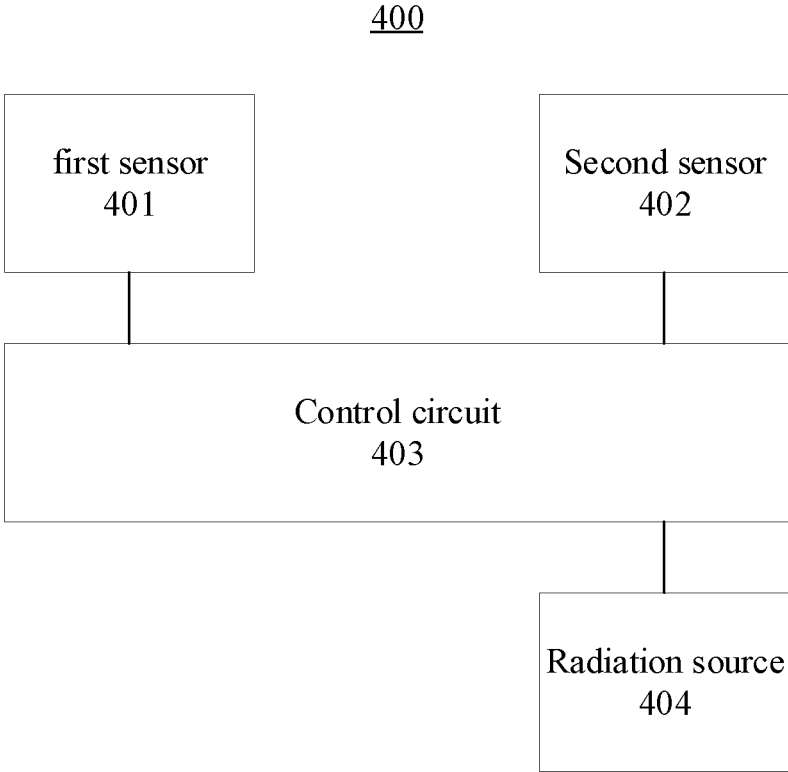 400
first sensor
401
Second sensor
402
Control circuit
403
Radiation source
404